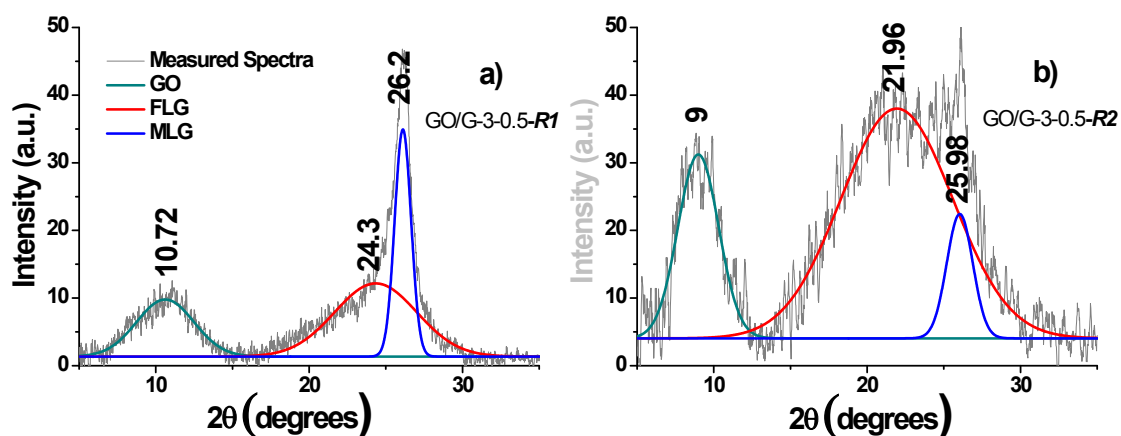 50
40
30
20
10
0
Intensity (a.u.)
Measured Spectra
GO
FLG
MLG
10.72
24.3
26.2
a)
GO/G-3-0.5-R1
10
20
30
2θ (degrees)
50
40
30
20
10
0
Intensity (a.u.)
9
21.96
25.98
b)
GO/G-3-0.5-R2
10
20
30
2θ (degrees)